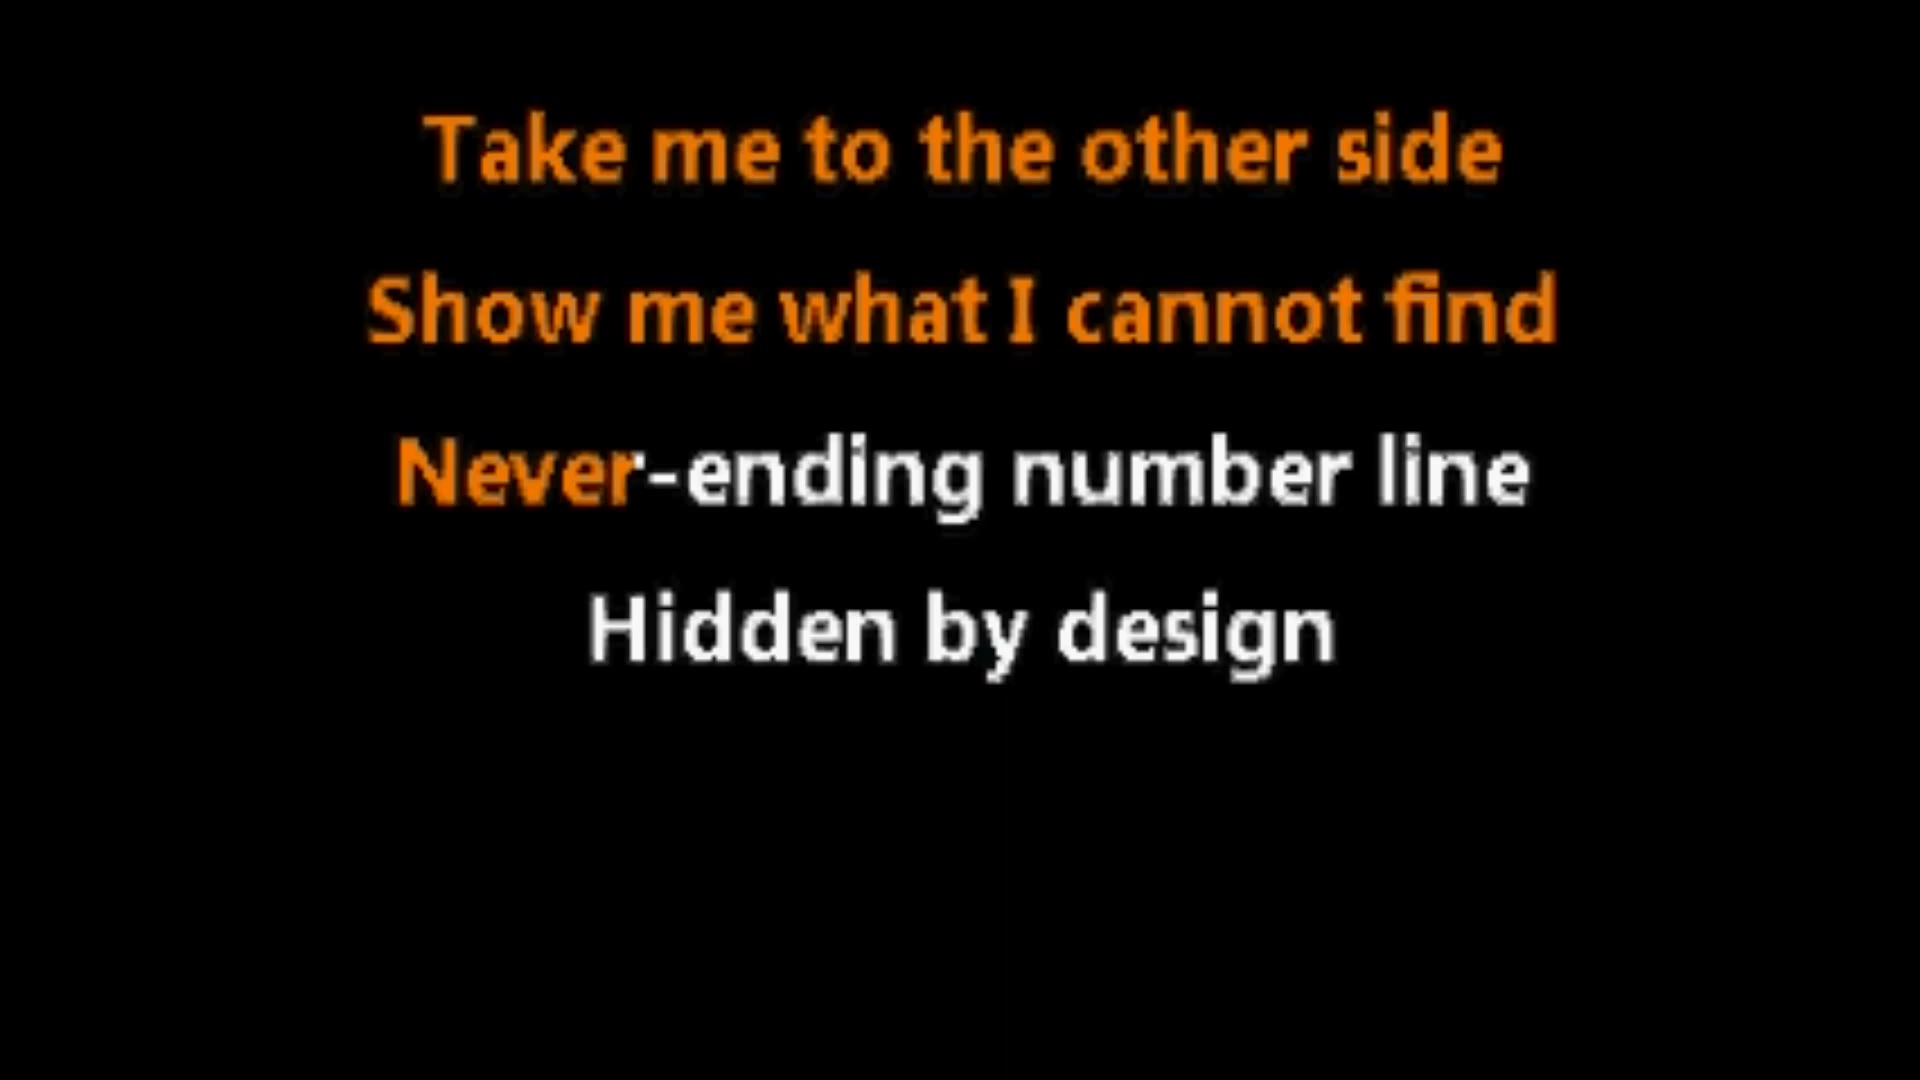 Take me to the other side
Show me what I cannot find
Never-ending number line
Hidden by design